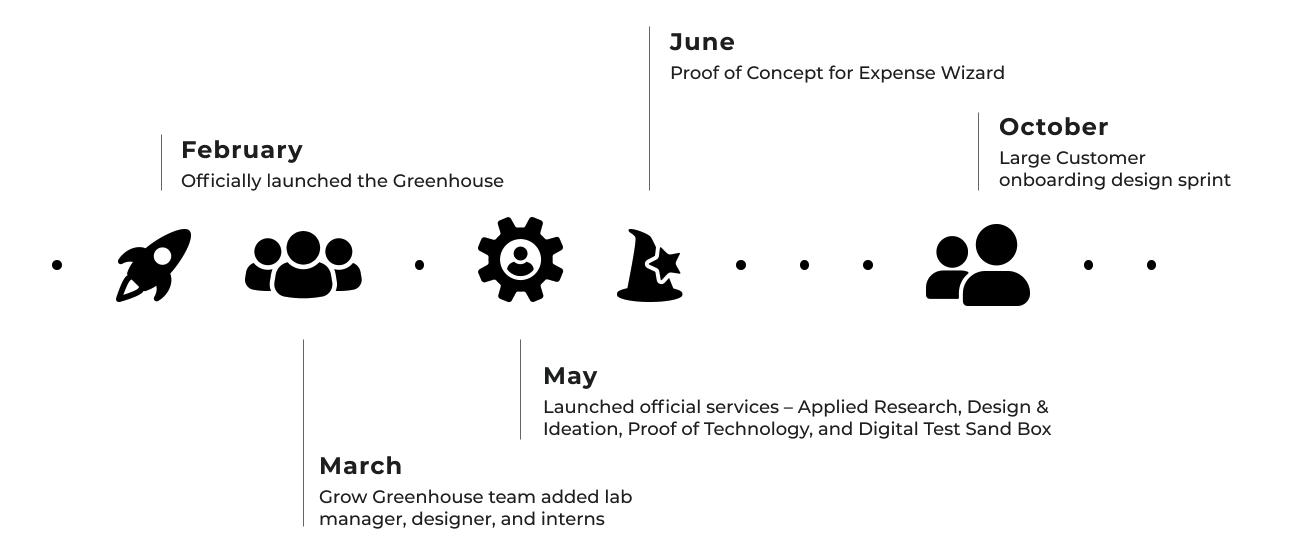 June
Proof of Concept for Expense Wizard
October
Large Customer
onboarding design sprint
February
Officially launched the Greenhouse
May
Launched official services – Applied Research, Design &
Ideation, Proof of Technology, and Digital Test Sand Box
March
Grow Greenhouse team added lab
manager, designer, and interns